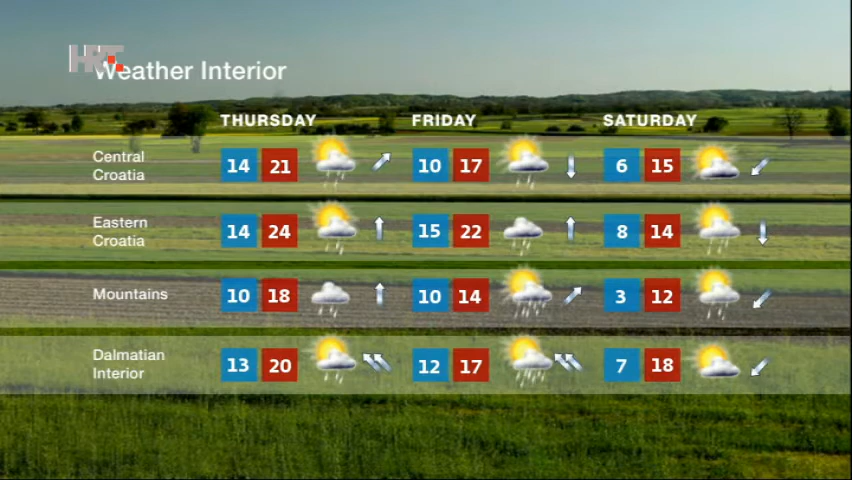 HRT
Weather Interior
THURSDAY FRIDAY SATURDAY
Central
Croatia
14 21 10 17 6 15
Eastern
Croatia
14 24 15 22 8 14
Mountains
10 18 10 14 3 12
Dalmatian
Interior
13 20 12 17 7 18